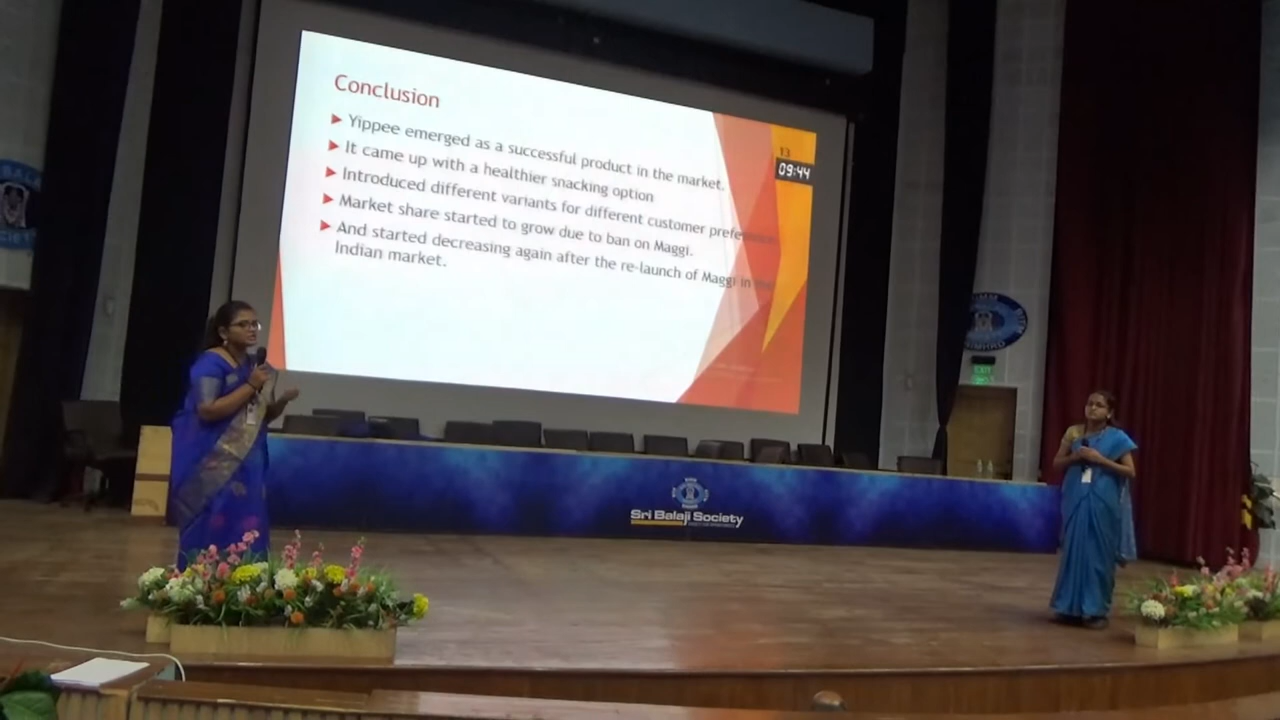 Conclusion
13
09:44
Yippee emerged as a successful product in the market.
It came up with a healthier snacking option
Introduced different variants for different customer preferences
Market share started to grow due to ban on Maggi.
And started decreasing again after the re-launch of Maggi in the
Indian market.
EXIT
Sri Balaji Society